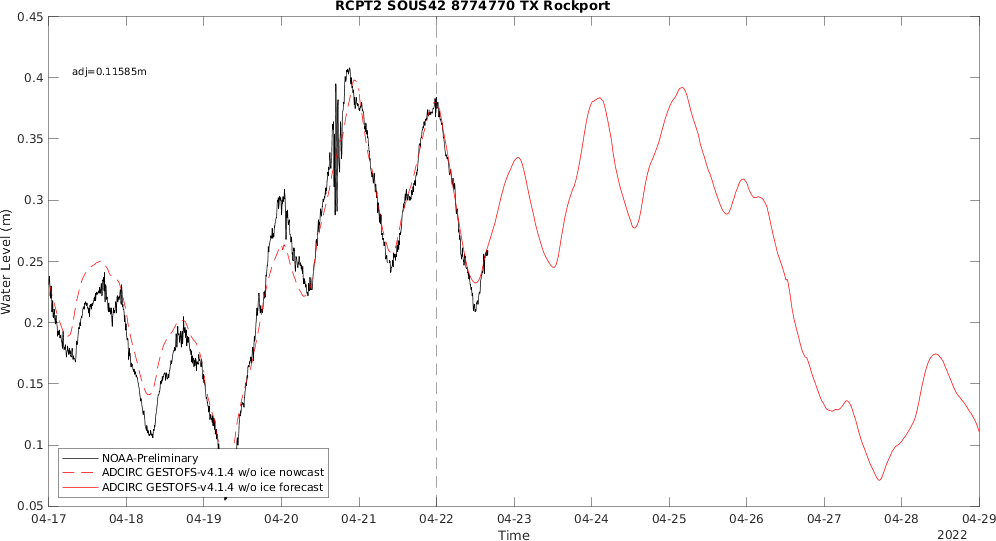 RCPT2 SOUS42 8774770 TX Rockport
0.45
0.4
0.35
0.3
0.25
0.2
0.15
0.1
0.05
Water Level (m)
adj=0.11585m
NOAA-Preliminary
ADCIRC GESTOFS-v4.1.4 w/o ice nowcast
ADCIRC GESTOFS-v4.1.4 w/o ice forecast
04-17 04-18 04-19 04-20 04-21 04-22 04-23 04-24 04-25 04-26 04-27 04-28 04-29
Time
2022